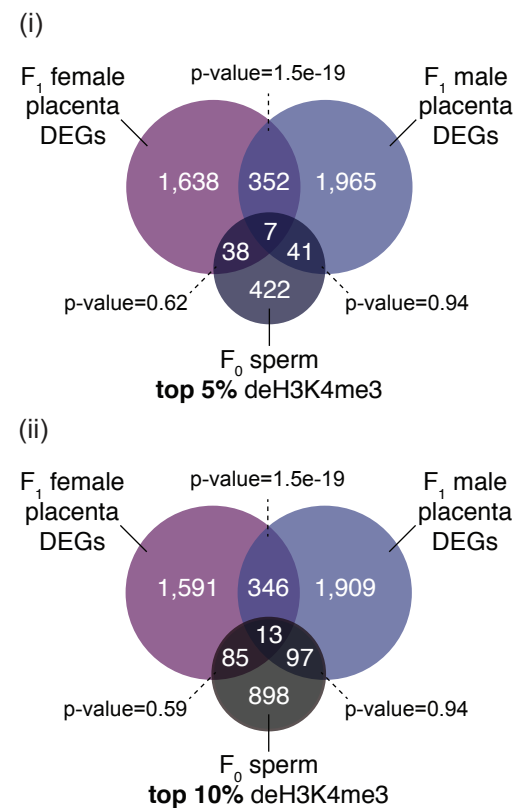 (i)
p-value=1.5e-19
F₁ female
placenta
DEGs
F₁ male
placenta
DEGs
1,638
352
1,965
7
38
41
422
p-value=0.62
p-value=0.94
F₀ sperm
top 5% deH3K4me3
(ii)
p-value=1.5e-19
F₁ female
placenta
DEGs
F₁ male
placenta
DEGs
1,591
346
1,909
13
85
97
898
p-value=0.59
p-value=0.94
F₀ sperm
top 10% deH3K4me3